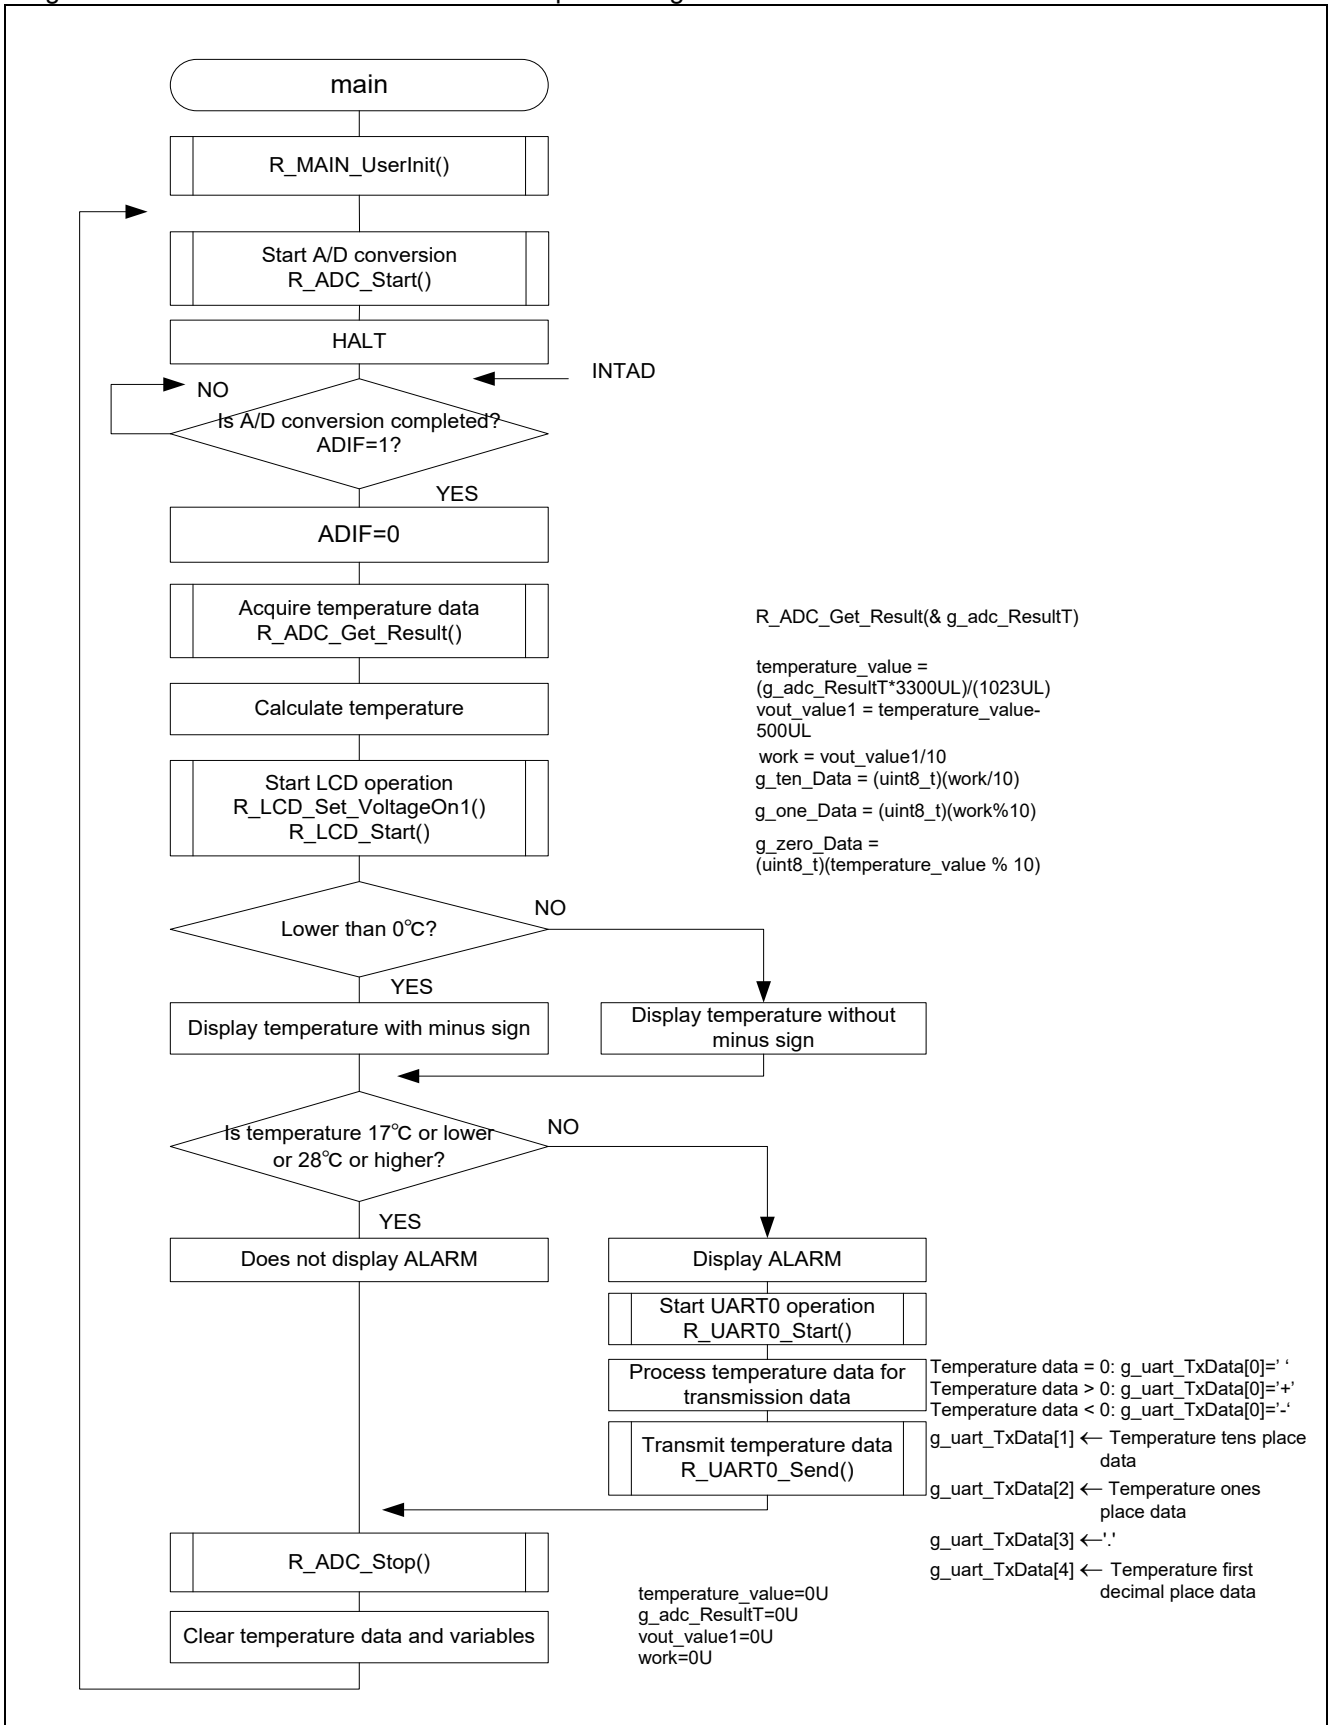 main
R_MAIN_UserInit()
Start A/D conversion
R_ADC_Start()
HALT
INTAD
NO
Is A/D conversion completed?
ADIF=1?
YES
ADIF=0
Acquire temperature data
R_ADC_Get_Result()
R_ADC_Get_Result(& g_adc_ResultT)
temperature_value =
(g_adc_ResultT*3300UL)/(1023UL)
vout_value1 = temperature_value-
500UL
work = vout_value1/10
g_ten_Data = (uint8_t)(work/10)
g_one_Data = (uint8_t)(work%10)
g_zero_Data =
(uint8_t)(temperature_value % 10)
Calculate temperature
Start LCD operation
R_LCD_Set_VoltageOn1()
R_LCD_Start()
Lower than 0℃?
NO
YES
Display temperature with minus sign
Display temperature without
minus sign
Is temperature 17℃ or lower
or 28℃ or higher?
NO
YES
Does not display ALARM
Display ALARM
Start UART0 operation
R_UART0_Start()
Process temperature data for
transmission data
Temperature data = 0: g_uart_TxData[0]=’ ‘
Temperature data > 0: g_uart_TxData[0]=’+’
Temperature data < 0: g_uart_TxData[0]=’-‘
Transmit temperature data
R_UART0_Send()
g_uart_TxData[1] ← Temperature tens place
data
g_uart_TxData[2] ← Temperature ones
place data
g_uart_TxData[3] ←'.'
g_uart_TxData[4] ← Temperature first
decimal place data
R_ADC_Stop()
Clear temperature data and variables
temperature_value=0U
g_adc_ResultT=0U
vout_value1=0U
work=0U